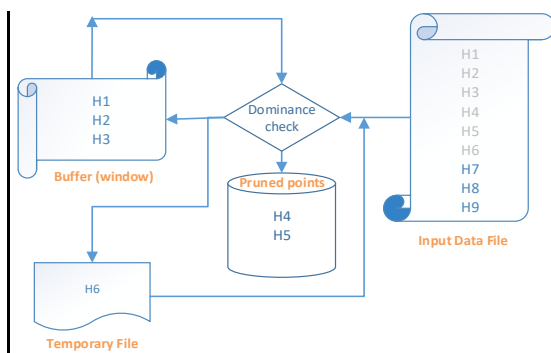 H1
H2
H3
Buffer (window)
Dominance
check
Pruned points
H4
H5
H1
H2
H3
H4
H5
H6
H7
H8
H9
Input Data File
H6
Temporary File